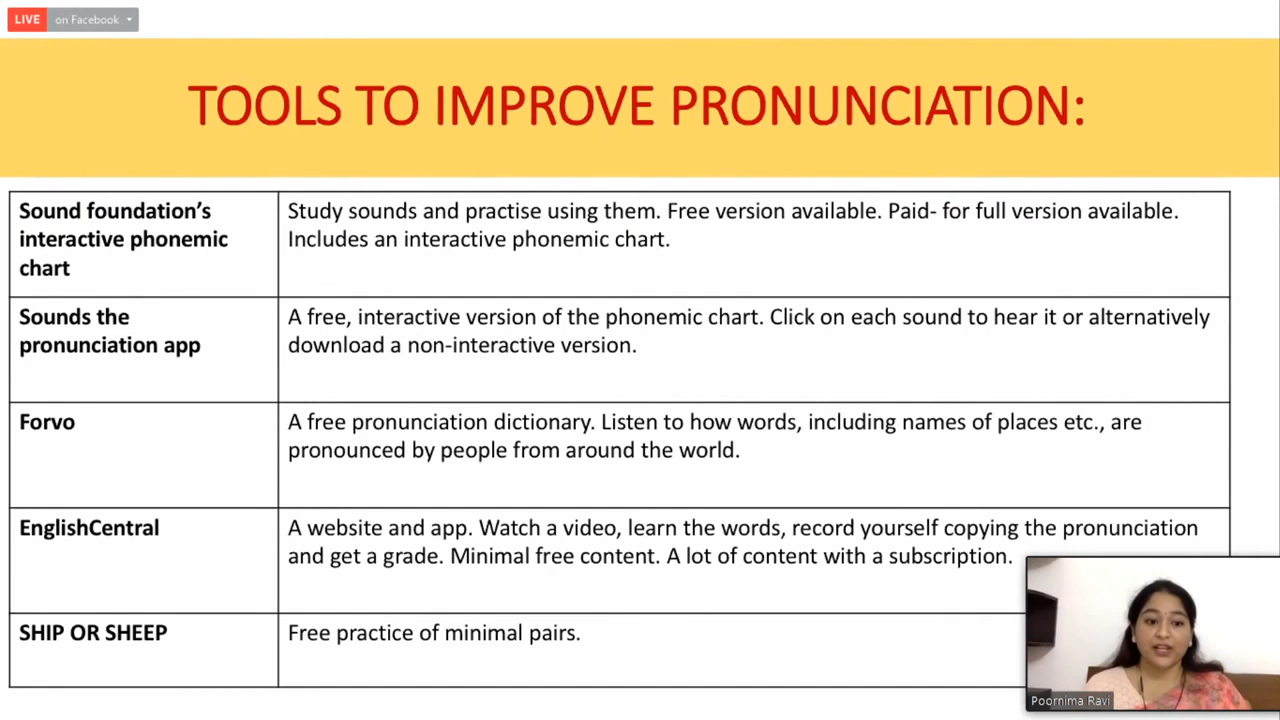 LIVE on Facebook
TOOLS TO IMPROVE PRONUNCIATION:
Sound foundation’s
interactive phonemic
chart
Study sounds and practise using them. Free version available. Paid- for full version available.
Includes an interactive phonemic chart.
Sounds the
pronunciation app
A free, interactive version of the phonemic chart. Click on each sound to hear it or alternatively
download a non-interactive version.
Forvo
A free pronunciation dictionary. Listen to how words, including names of places etc., are
pronounced by people from around the world.
EnglishCentral
A website and app. Watch a video, learn the words, record yourself copying the pronunciation
and get a grade. Minimal free content. A lot of content with a subscription.
SHIP OR SHEEP
Free practice of minimal pairs.
Poornima Ravi